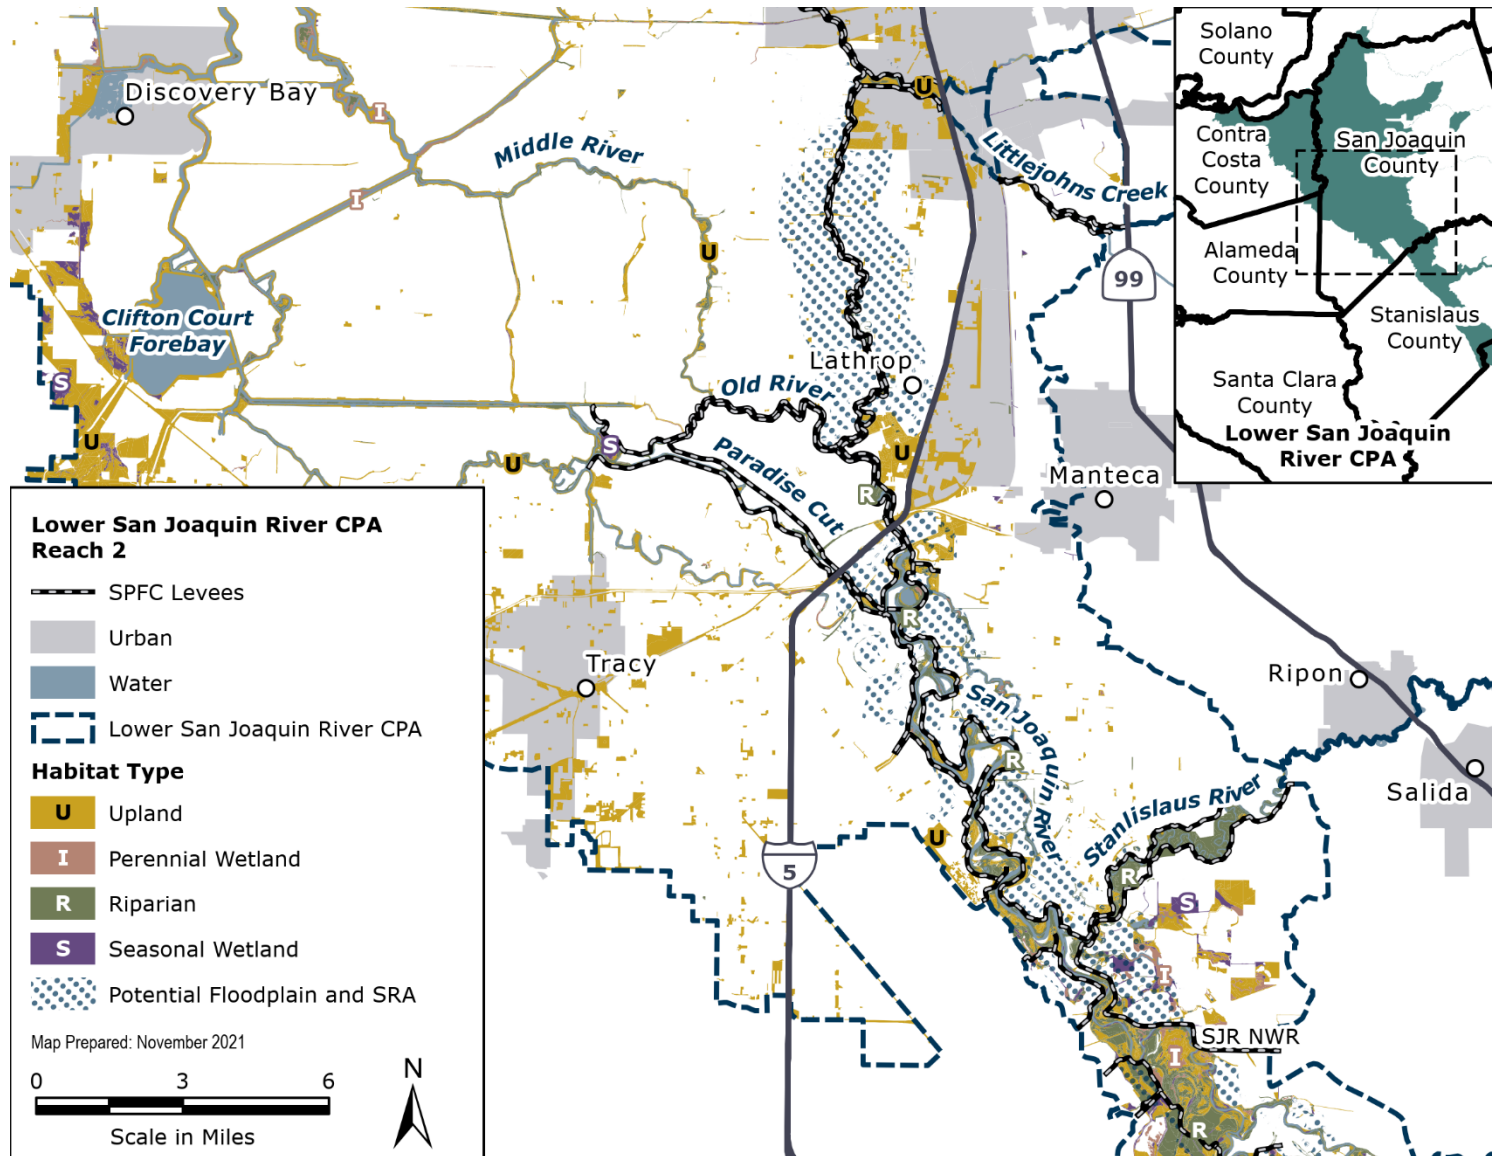 Discovery Bay
I
I
Middle River
U
U
Littlejohns Creek
99
Clifton Court
Forebay
S
U
Lathrop
Old River
S
U
Paradise Cut
U
R
Manteca
R
Tracy
San Joaquin River
R
Ripon
Salida
Stanlislaus River
U
5
R
S
I
SJR NWR
I
R
Solano
County
Contra
Costa
County
San Joaquin
County
Alameda
County
Stanislaus
County
Santa Clara
County
Lower San Joaquin
River CPA
Lower San Joaquin River CPA
Reach 2
SPFC Levees
Urban
Water
Lower San Joaquin River CPA
Habitat Type
U Upland
I Perennial Wetland
R Riparian
S Seasonal Wetland
Potential Floodplain and SRA
Map Prepared: November 2021
0 3 6
Scale in Miles
N